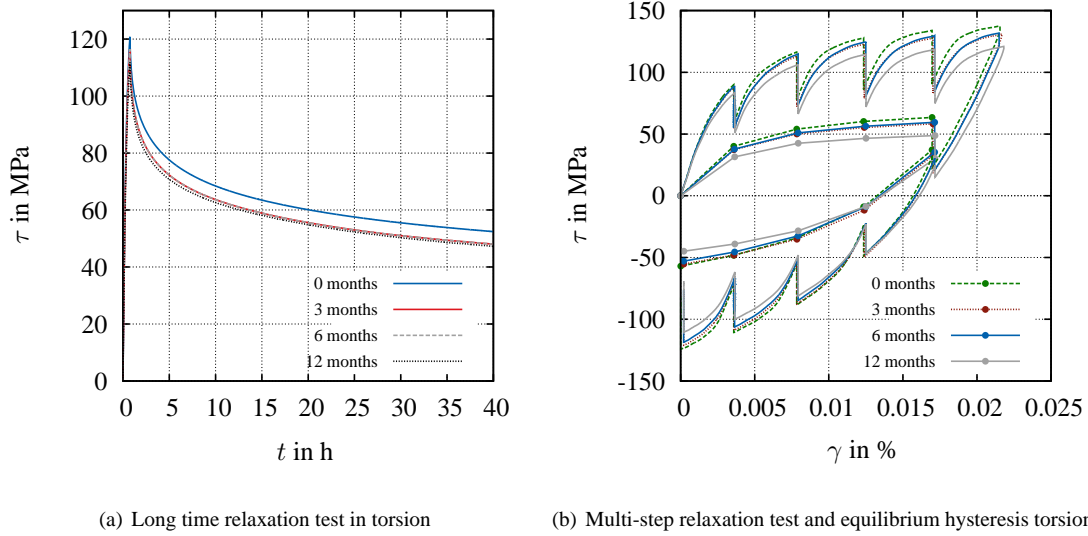 τ in MPa
120
100
80
60
40
20
0
0 months
3 months
6 months
12 months
0 5 10 15 20 25 30 35 40
t in h
(a) Long time relaxation test in torsion
τ in MPa
150
100
50
0
-50
-100
-150
0 months
3 months
6 months
12 months
0 0.005 0.01 0.015 0.02 0.025
γ in %
(b) Multi-step relaxation test and equilibrium hysteresis torsion